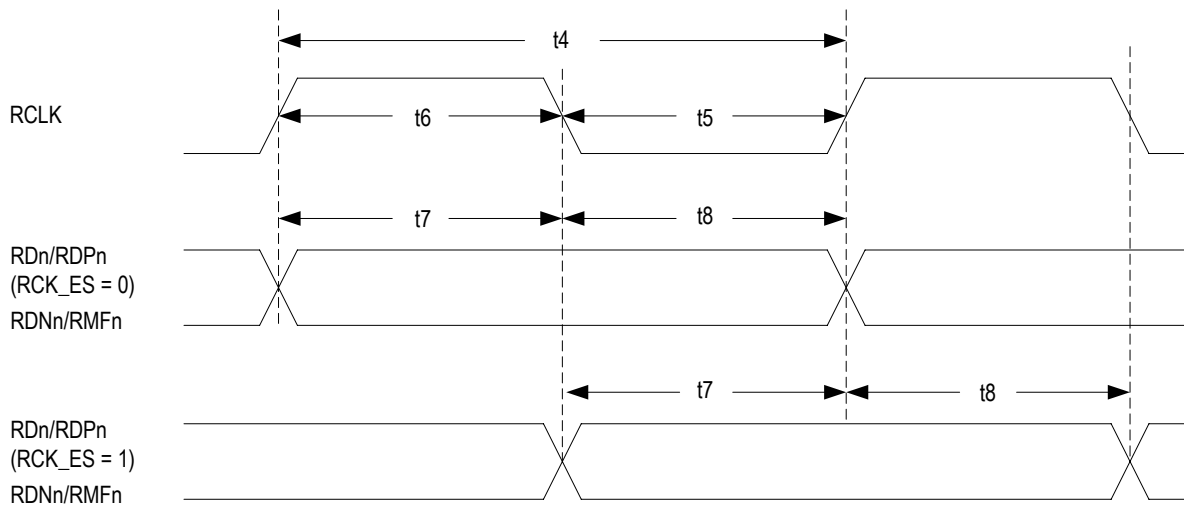 t4
RCLK
t6
t5
t7
t8
RDn/RDPn
(RCK_ES = 0)
RDNn/RMFn
t7
t8
RDn/RDPn
(RCK_ES = 1)
RDNn/RMFn